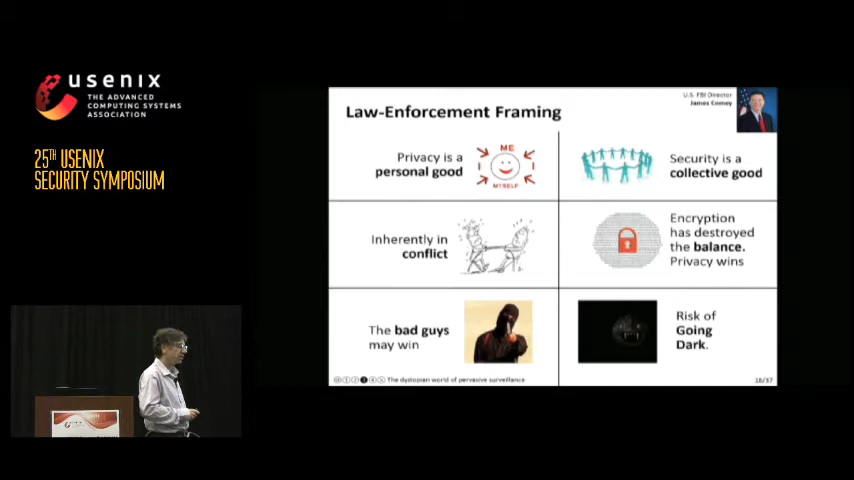 usenix
THE ADVANCED
COMPUTING SYSTEMS
ASSOCIATION
25TH USENIX
SECURITY SYMPOSIUM
U.S. FBI Director
James Comey
Law-Enforcement Framing
Privacy is a
personal good
ME
I
MYSELF
Security is a
collective good
Inherently in
conflict
Encryption
has destroyed
the balance.
Privacy wins
The bad guys
may win
Risk of
Going
Dark.
The dystopian world of pervasive surveillance
18/37
usenix